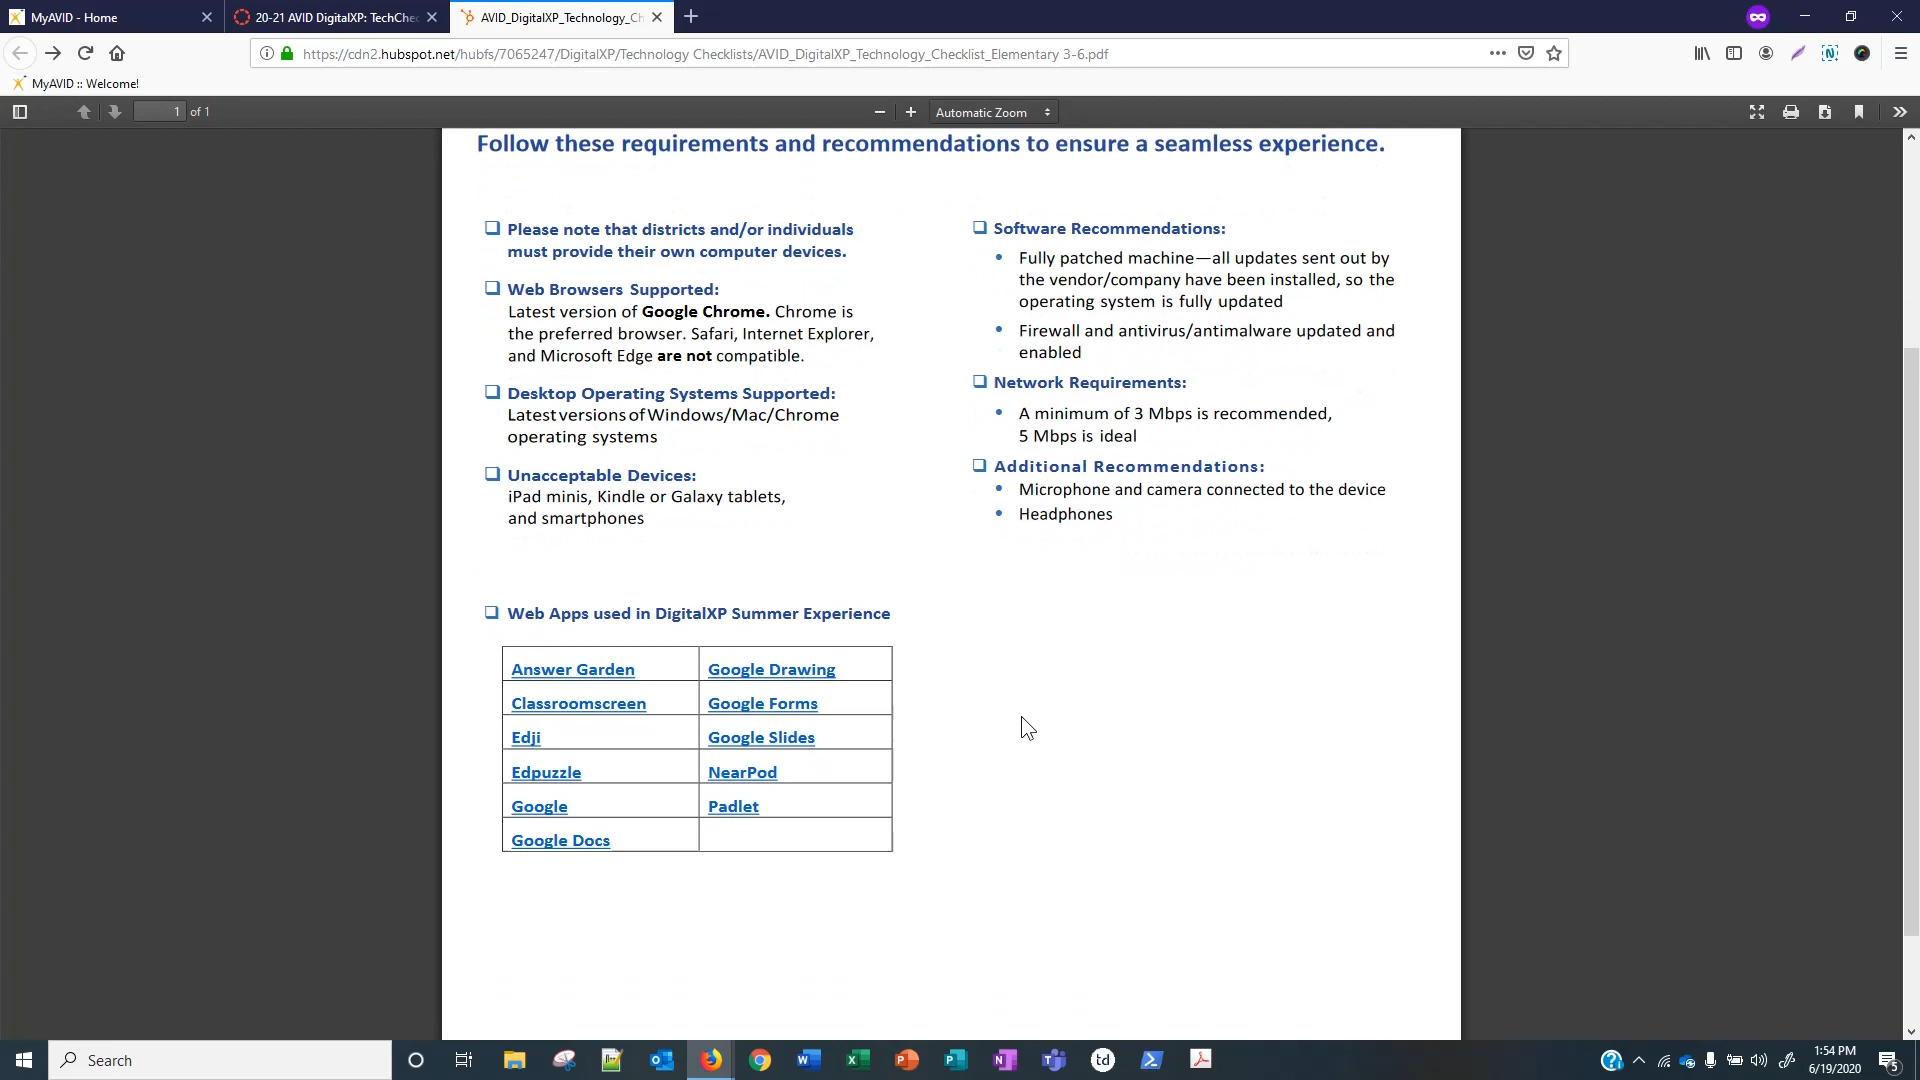 MyAVID - Home
20-21 AVID DigitalXP: TechChec
AVID_DigitalXP_Technology_Ch
https://cdn2.hubspot.net/hubfs/7065247/DigitalXP/Technology Checklists/AVID_DigitalXP_Technology_Checklist_Elementary 3-6.pdf
MyAVID :: Welcome!
1 of 1
Automatic Zoom
Follow these requirements and recommendations to ensure a seamless experience.
Please note that districts and/or individuals
must provide their own computer devices.
Web Browsers Supported:
Latest version of Google Chrome. Chrome is
the preferred browser. Safari, Internet Explorer,
and Microsoft Edge are not compatible.
Desktop Operating Systems Supported:
Latest versions of Windows/Mac/Chrome
operating systems
Unacceptable Devices:
iPad minis, Kindle or Galaxy tablets,
and smartphones
Software Recommendations:
• Fully patched machine—all updates sent out by
the vendor/company have been installed, so the
operating system is fully updated
• Firewall and antivirus/antimalware updated and
enabled
Network Requirements:
• A minimum of 3 Mbps is recommended,
5 Mbps is ideal
Additional Recommendations:
• Microphone and camera connected to the device
• Headphones
Web Apps used in DigitalXP Summer Experience
Answer Garden Google Drawing
Classroomscreen Google Forms
Edji Google Slides
Edpuzzle NearPod
Google Padlet
Google Docs
Search
td
1:54 PM
6/19/2020
5